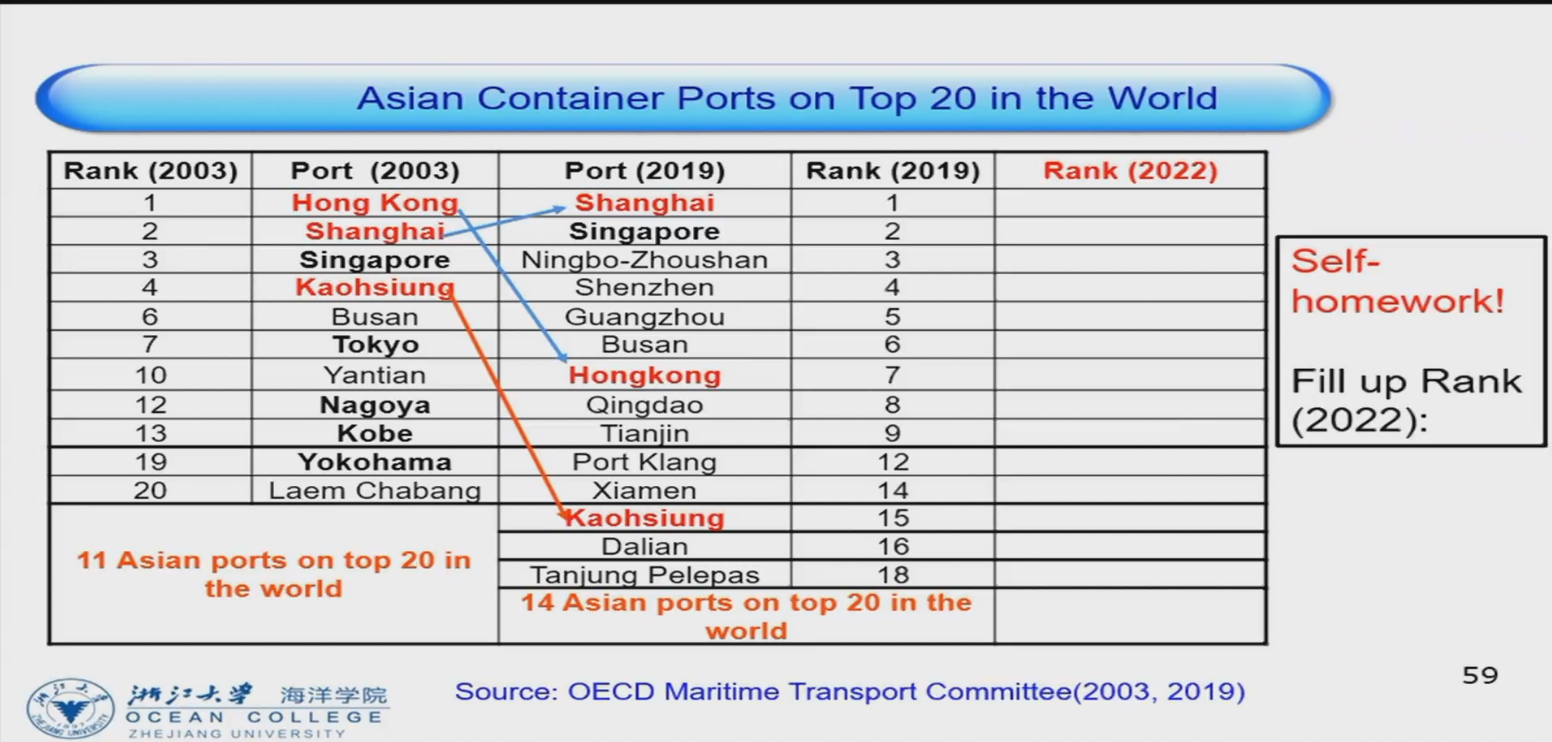 Asian Container Ports on Top 20 in the World
Rank (2003) Port (2003) Port (2019) Rank (2019) Rank (2022)
1 Hong Kong Shanghai 1
2 Shanghai Singapore 2
3 Singapore Ningbo-Zhoushan 3
4 Kaohsiung Shenzhen 4
6 Busan Guangzhou 5
7 Tokyo Busan 6
10 Yantian Hongkong 7
12 Nagoya Qingdao 8
13 Kobe Tianjin 9
19 Yokohama Port Klang 12
20 Laem Chabang Xiamen 14
Kaohsiung 15
Dalian 16
Tanjung Pelepas 18
11 Asian ports on top 20 in
the world
14 Asian ports on top 20 in the
world
Self-
homework!
Fill up Rank
(2022):
浙江大学 海洋学院
OCEAN COLLEGE
ZHEJIANG UNIVERSITY
Source: OECD Maritime Transport Committee(2003, 2019)
59